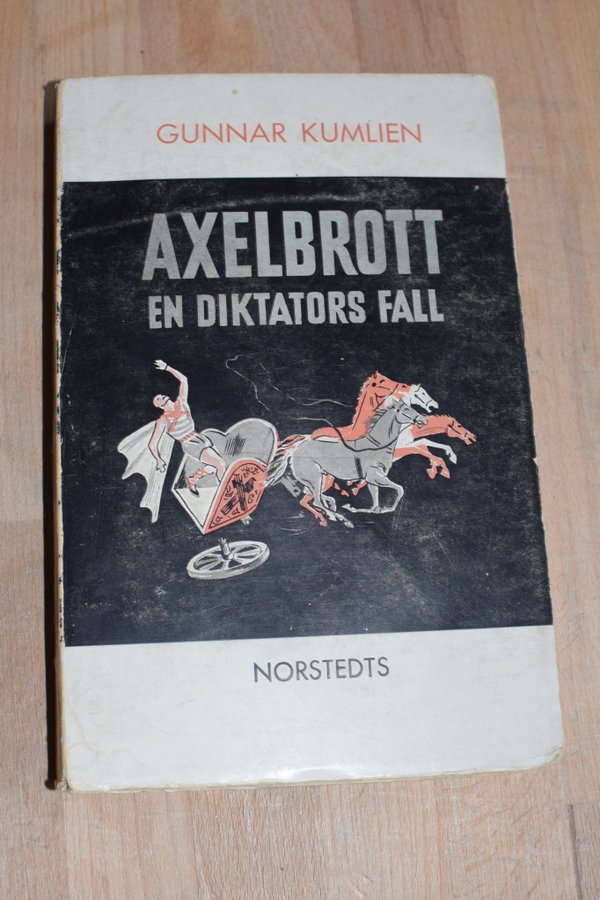 GUNNAR KUMLIEN
AXELBROTT
EN DIKTATORS FALL
NORSTEDTS